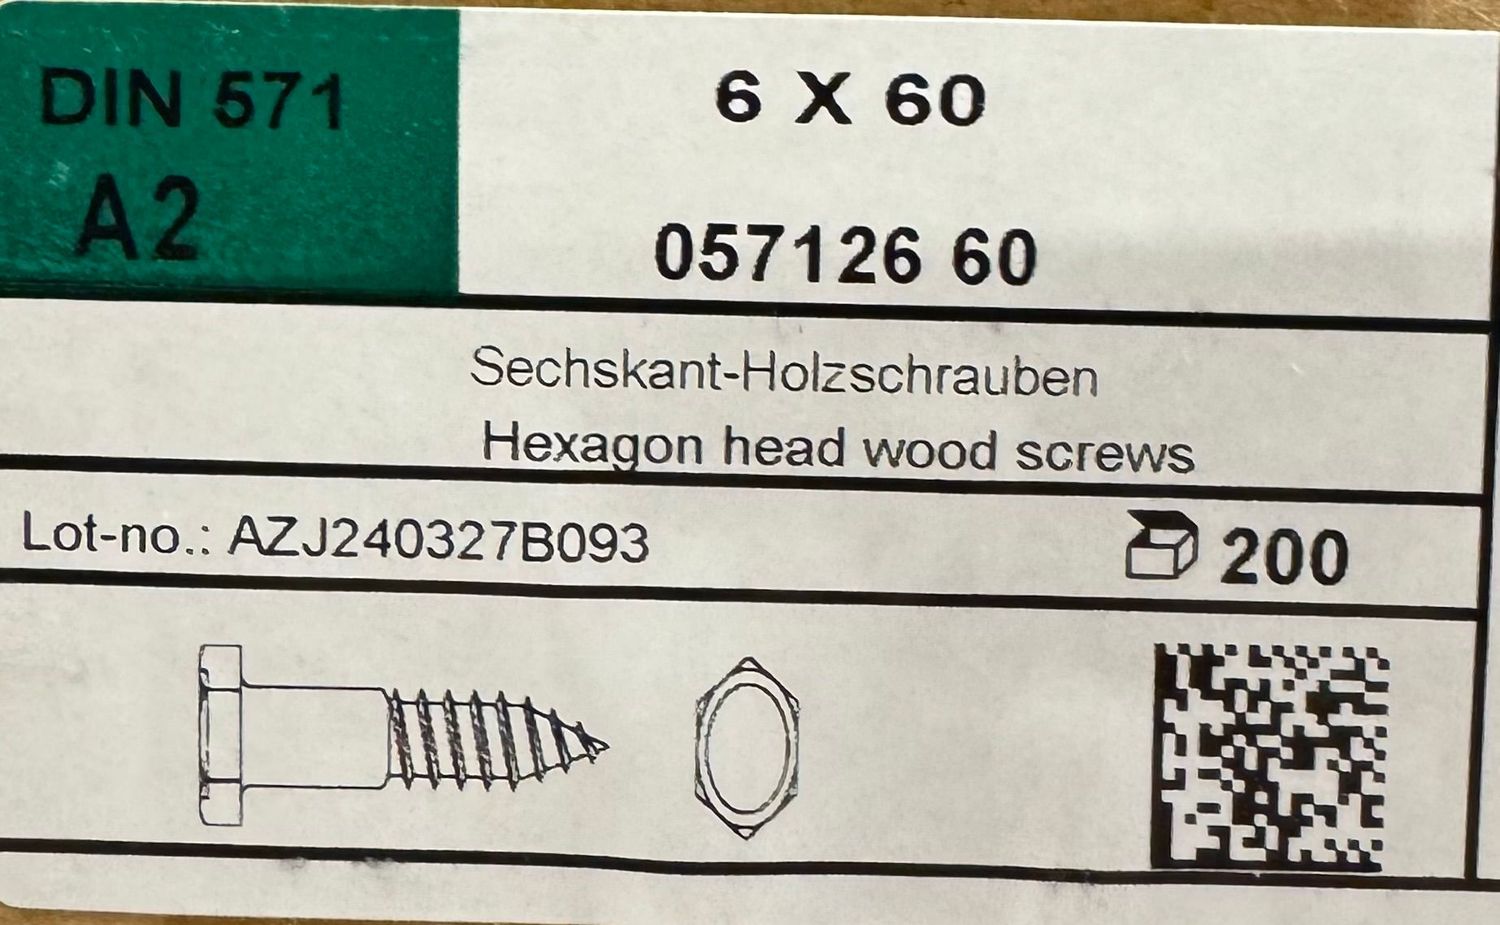 DIN 571
A2
6 X 60
057126 60
Sechskant-Holzschrauben
Hexagon head wood screws
Lot-no.: AZJ240327B093
200